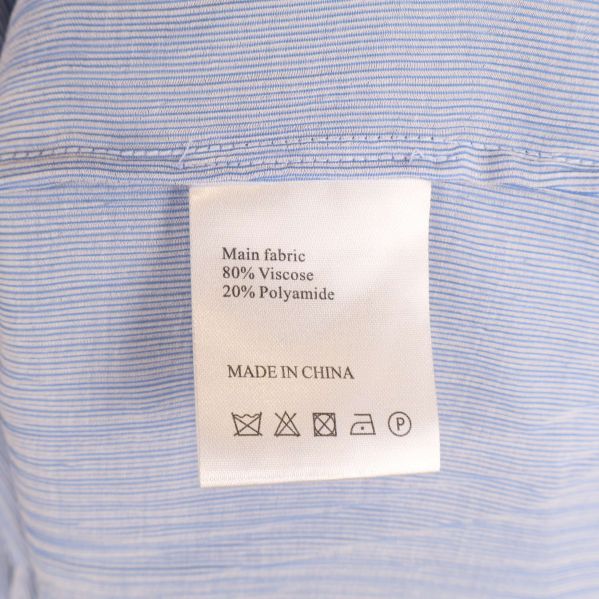 Main fabric
80% Viscose
20% Polyamide
MADE IN CHINA
P